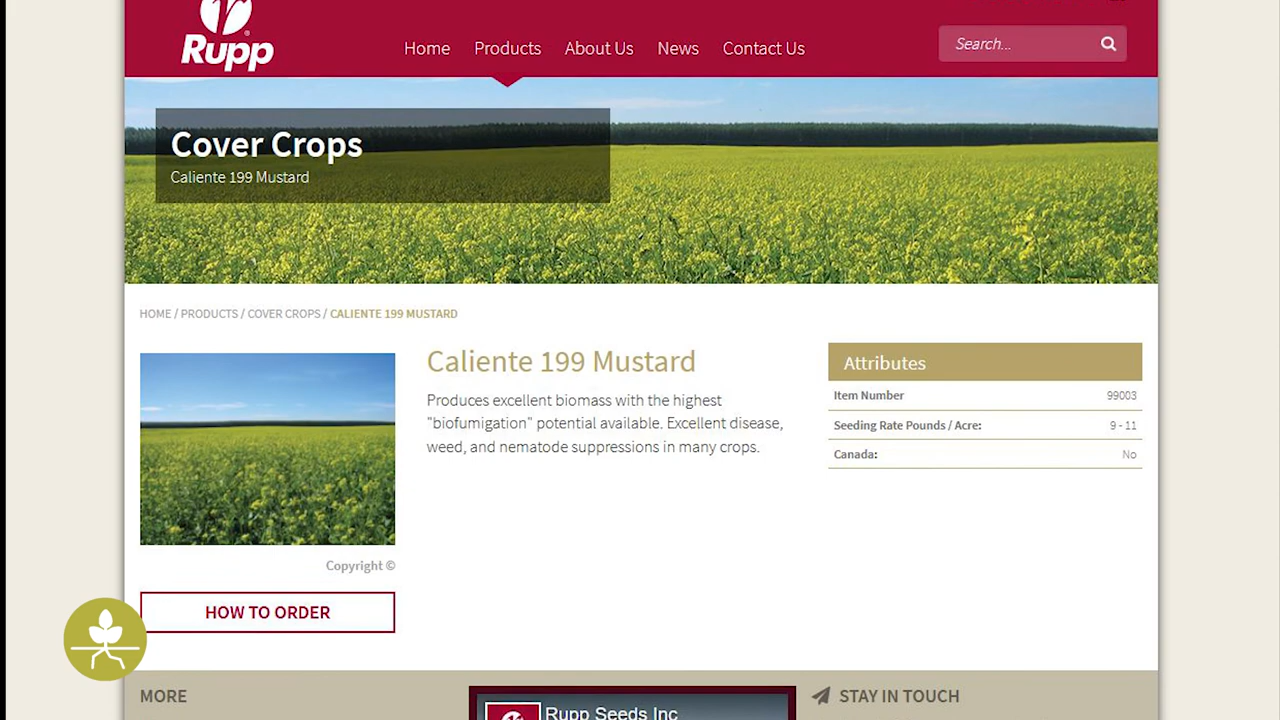 Rupp
Home Products About Us News Contact Us
Search...
Cover Crops
Caliente 199 Mustard
HOME / PRODUCTS / COVER CROPS / CALIENTE 199 MUSTARD
Caliente 199 Mustard
Produces excellent biomass with the highest
"biofumigation" potential available. Excellent disease,
weed, and nematode suppressions in many crops.
Attributes
Item Number 99003
Seeding Rate Pounds / Acre: 9 - 11
Canada: No
Copyright ©
HOW TO ORDER
MORE
Rupp Seeds Inc
STAY IN TOUCH